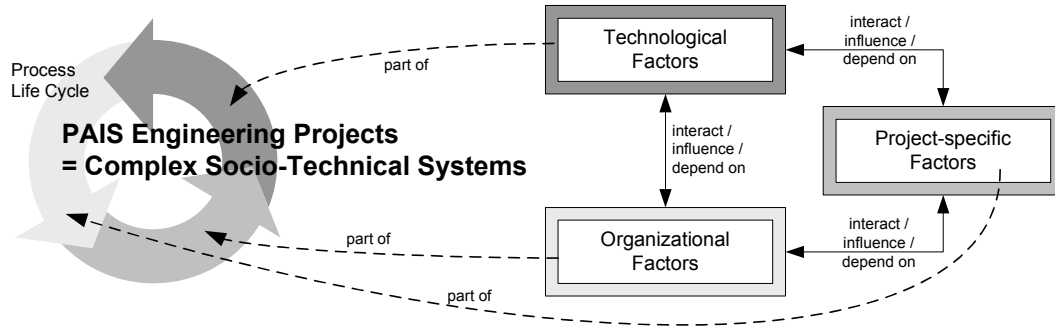 Process
Life Cycle
PAIS Engineering Projects
= Complex Socio-Technical Systems
part of
Technological
Factors
interact /
influence /
depend on
interact /
influence /
depend on
Project-specific
Factors
part of
Organizational
Factors
interact /
influence /
depend on
part of